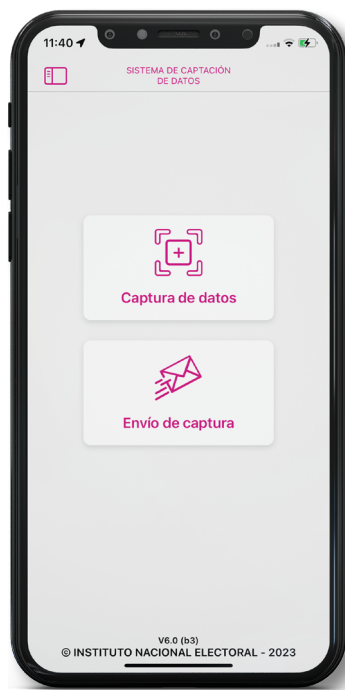 11:40
SISTEMA DE CAPTACIÓN
DE DATOS
Captura de datos
Envío de captura
V6.0 (b3)
© INSTITUTO NACIONAL ELECTORAL - 2023